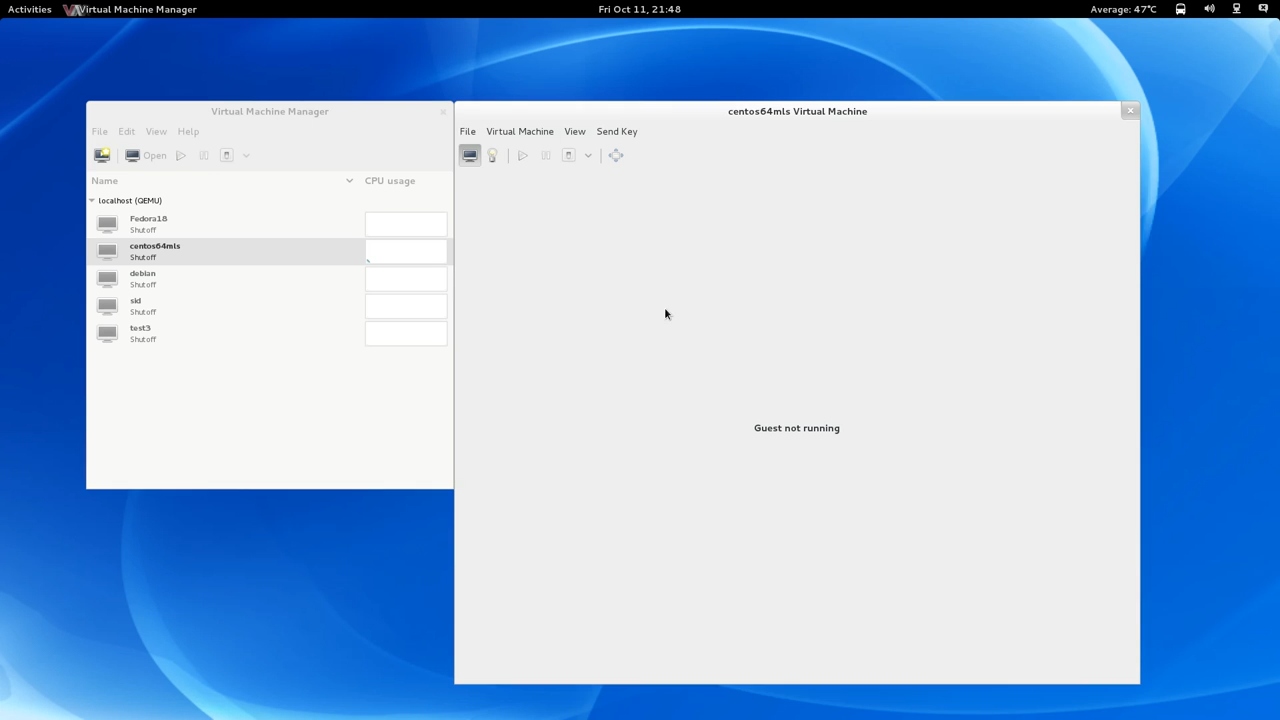 Activities Virtual Machine Manager Fri Oct 11, 21:48 Average: 47°C
Virtual Machine Manager
File Edit View Help
Open
Name CPU usage
localhost (QEMU)
Fedora18
Shutoff
centos64mls
Shutoff
debian
Shutoff
sid
Shutoff
test3
Shutoff
centos64mls Virtual Machine
File Virtual Machine View Send Key
Guest not running